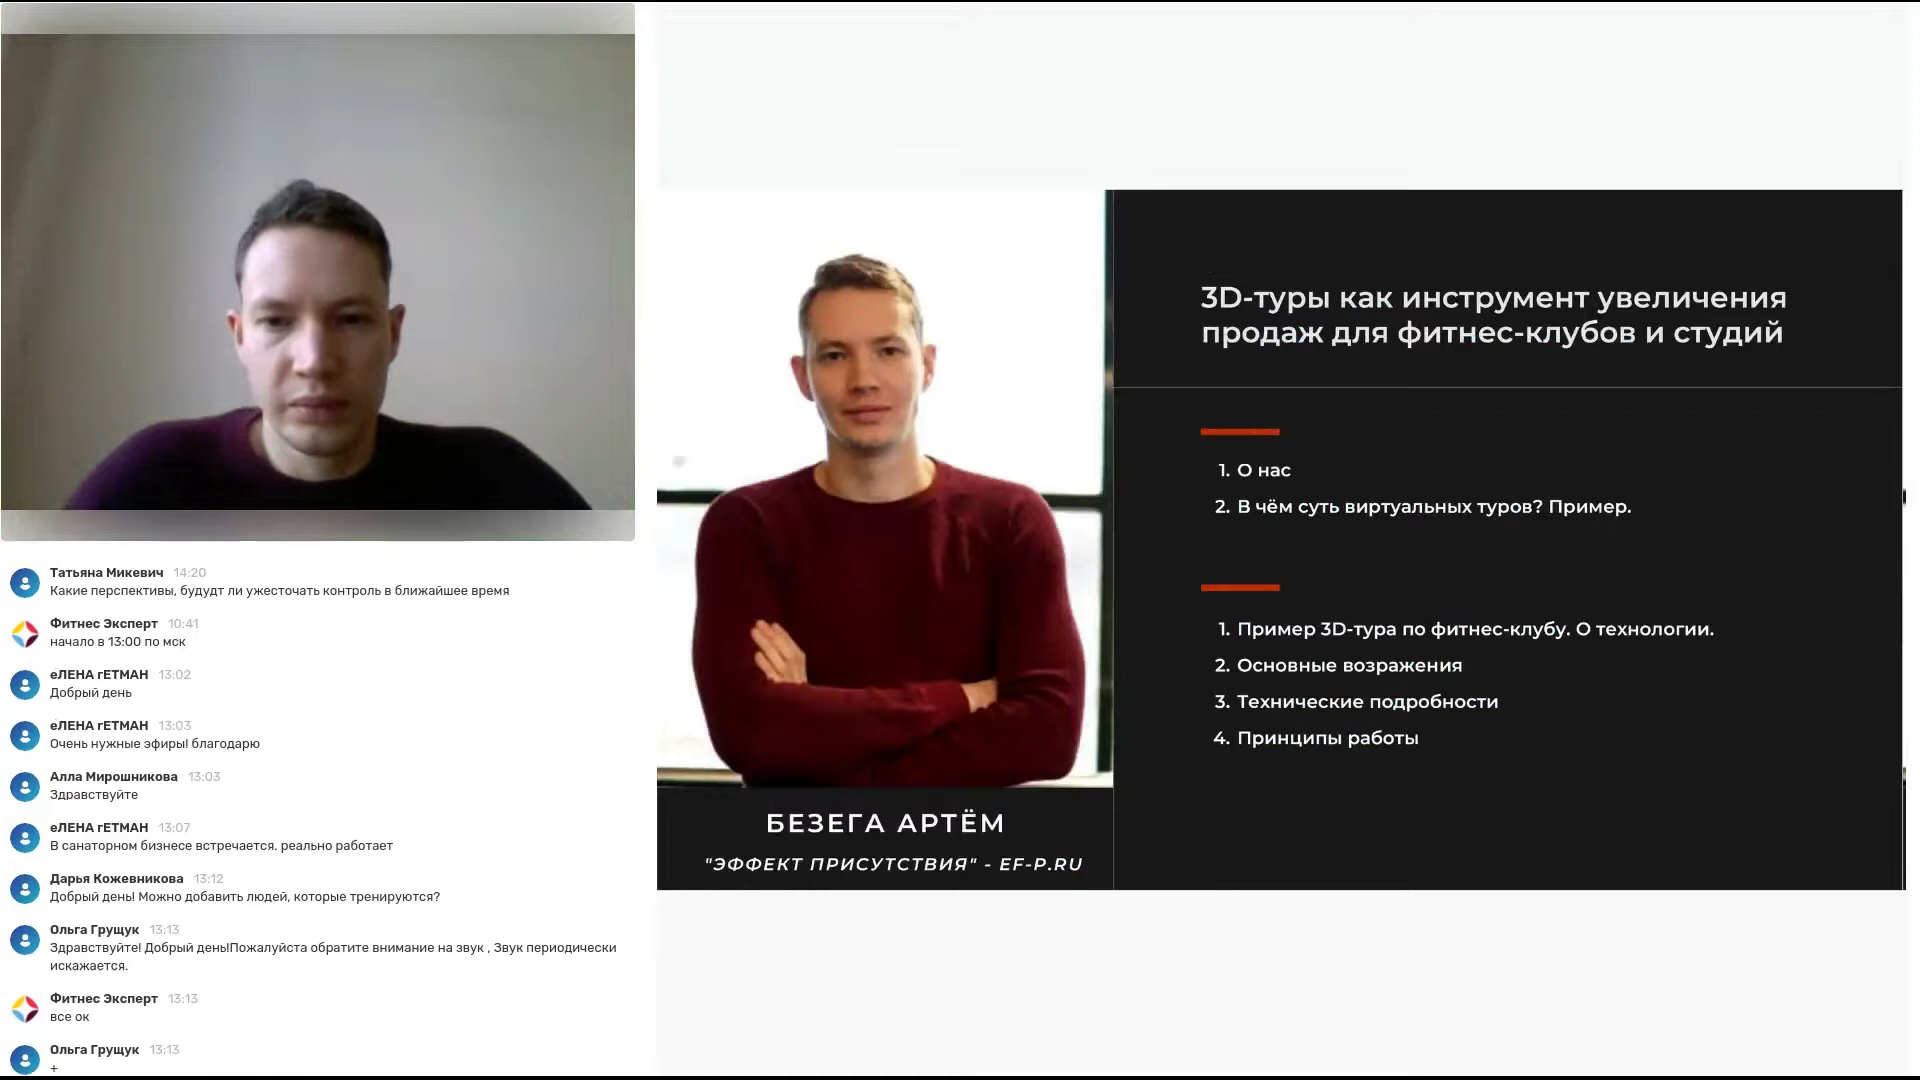 Татьяна Микевич 14:20
Какие перспективы, будудт ли ужесточать контроль в ближайшее время
Фитнес Эксперт 10:41
начало в 13:00 по мск
еЛЕНА гЕТМАН 13:02
Добрый день
еЛЕНА гЕТМАН 13:03
Очень нужные эфиры! благодарю
Алла Мирошникова 13:03
Здравствуйте
еЛЕНА гЕТМАН 13:07
В санаторном бизнесе встречается. реально работает
Дарья Кожевникова 13:12
Добрый день! Можно добавить людей, которые тренируются?
Ольга Грущук 13:13
Здравствуйте! Добрый день!Пожалуйста обратите внимание на звук , Звук периодически
искажается.
Фитнес Эксперт 13:13
все ок
Ольга Грущук 13:13
+
БЕЗЕГА АРТЁМ
"ЭФФЕКТ ПРИСУТСТВИЯ" - EF-P.RU
3D-туры как инструмент увеличения
продаж для фитнес-клубов и студий
1. О нас
2. В чём суть виртуальных туров? Пример.
1. Пример 3D-тура по фитнес-клубу. О технологии.
2. Основные возражения
3. Технические подробности
4. Принципы работы